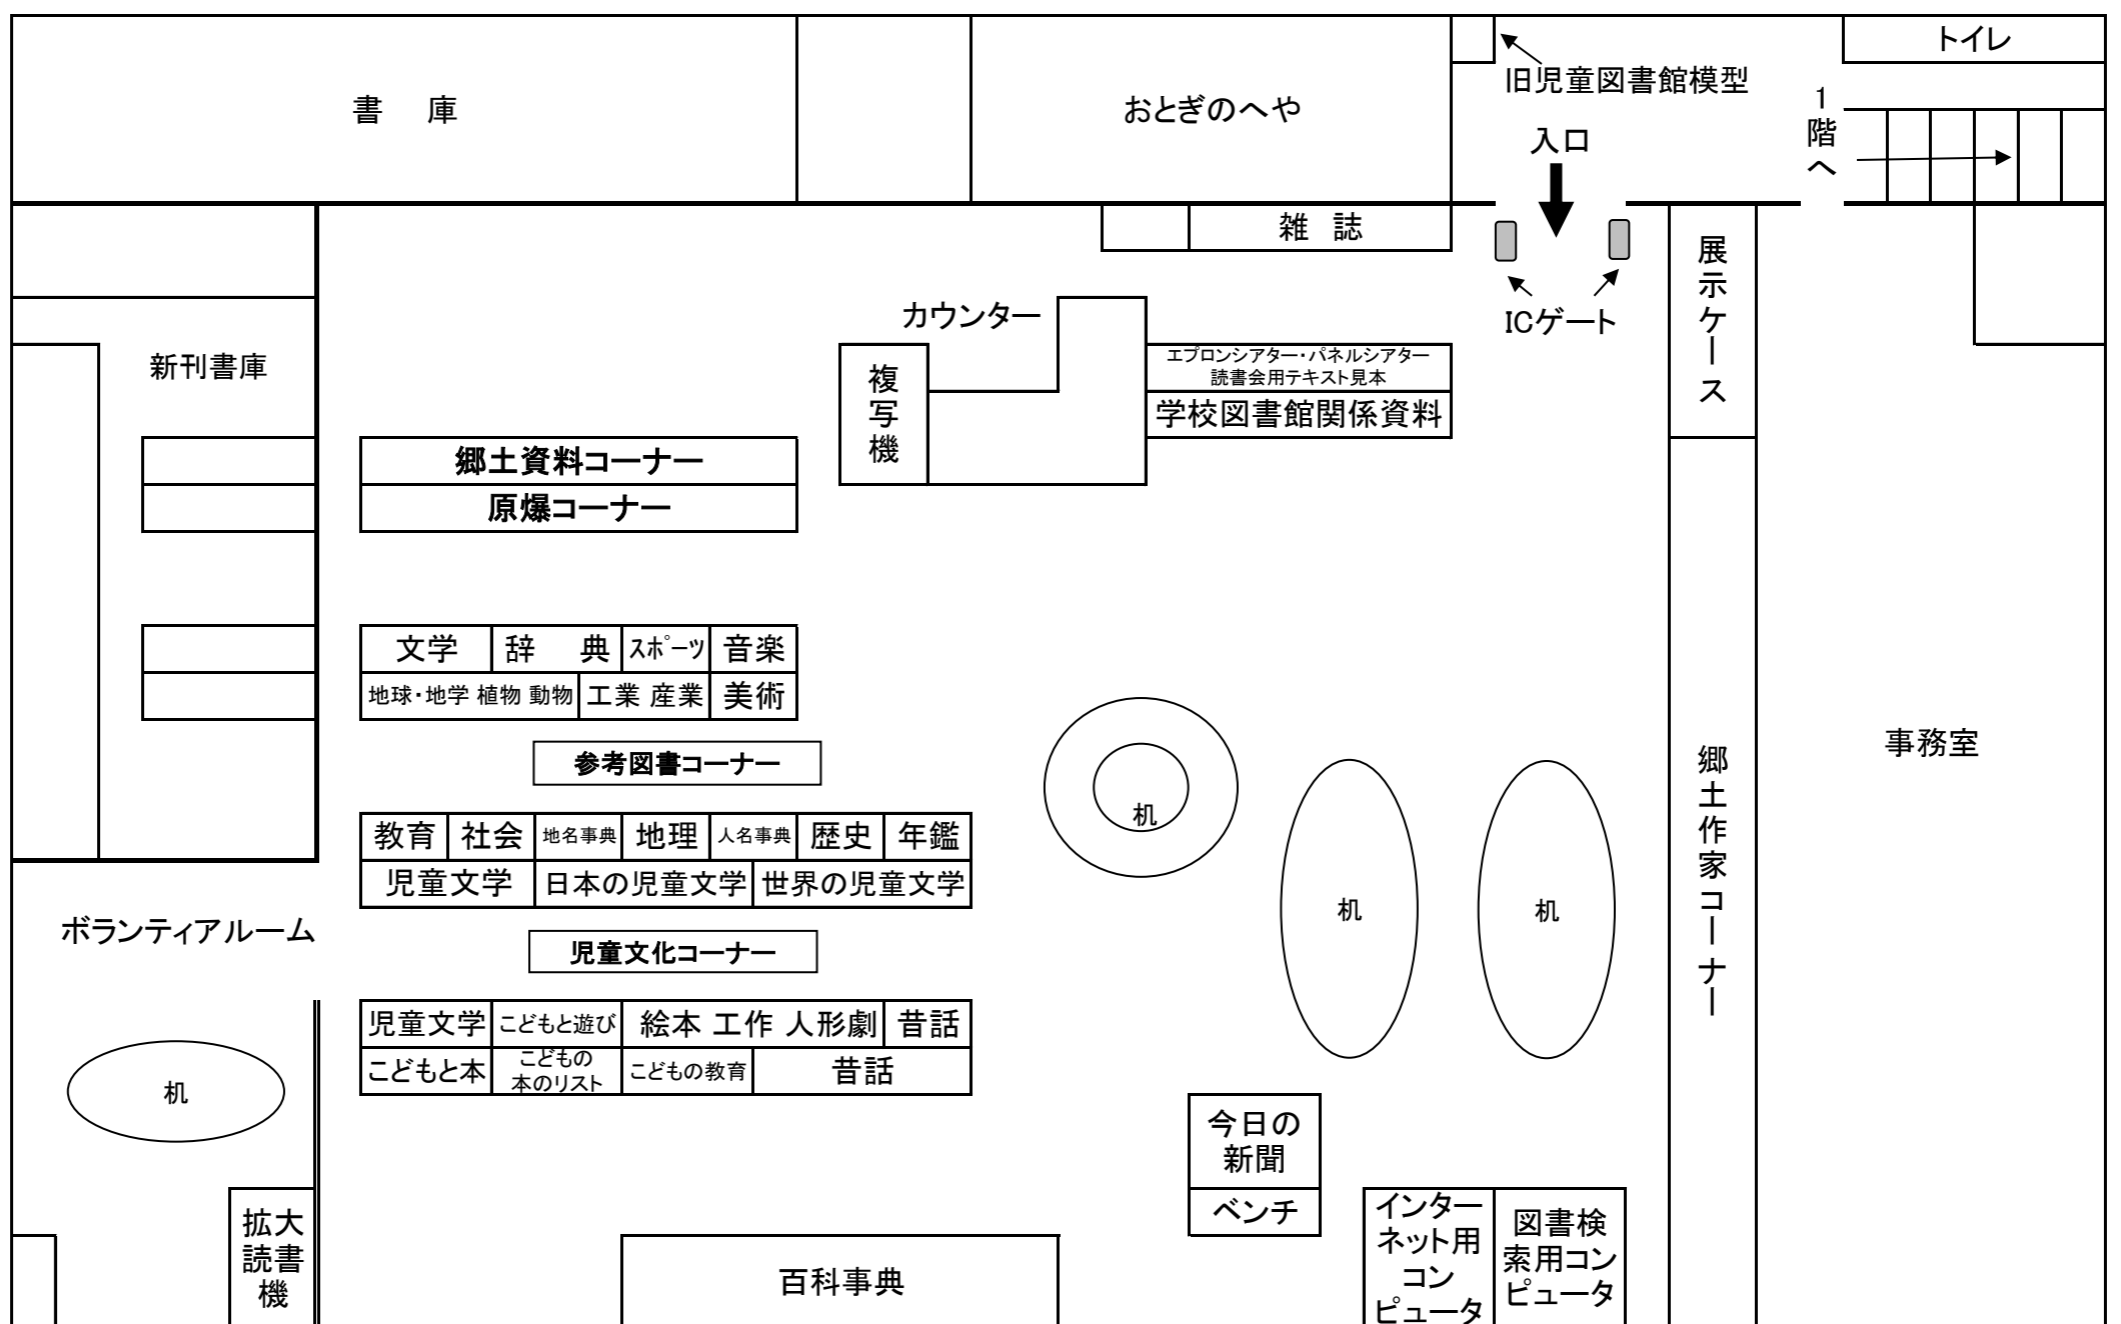 書 庫
おとぎのへや
旧児童図書館模型
トイレ
入口
1階へ
雑 誌
ICゲート
展示ケース
新刊書庫
カウンター
複写機
エプロンシアター・パネルシアター
読書会用テキスト見本
学校図書館関係資料
郷土資料コーナー
原爆コーナー
文学 辞 典 スポーツ 音楽
地球・地学 植物 動物 工業 産業 美術
参考図書コーナー
教育 社会 地名事典 地理 人名事典 歴史 年鑑
児童文学 日本の児童文学 世界の児童文学
児童文化コーナー
児童文学 こどもと遊び 絵本 工作 人形劇 昔話
こどもと本 こどもの 本のリスト こどもの教育 昔話
机
机
机
郷土作家コーナー
事務室
ボランティアルーム
机
拡大
読書
機
百科事典
今日の
新聞
ベンチ
インター
ネット用
コン
ピュータ
図書検
索用コン
ピュータ